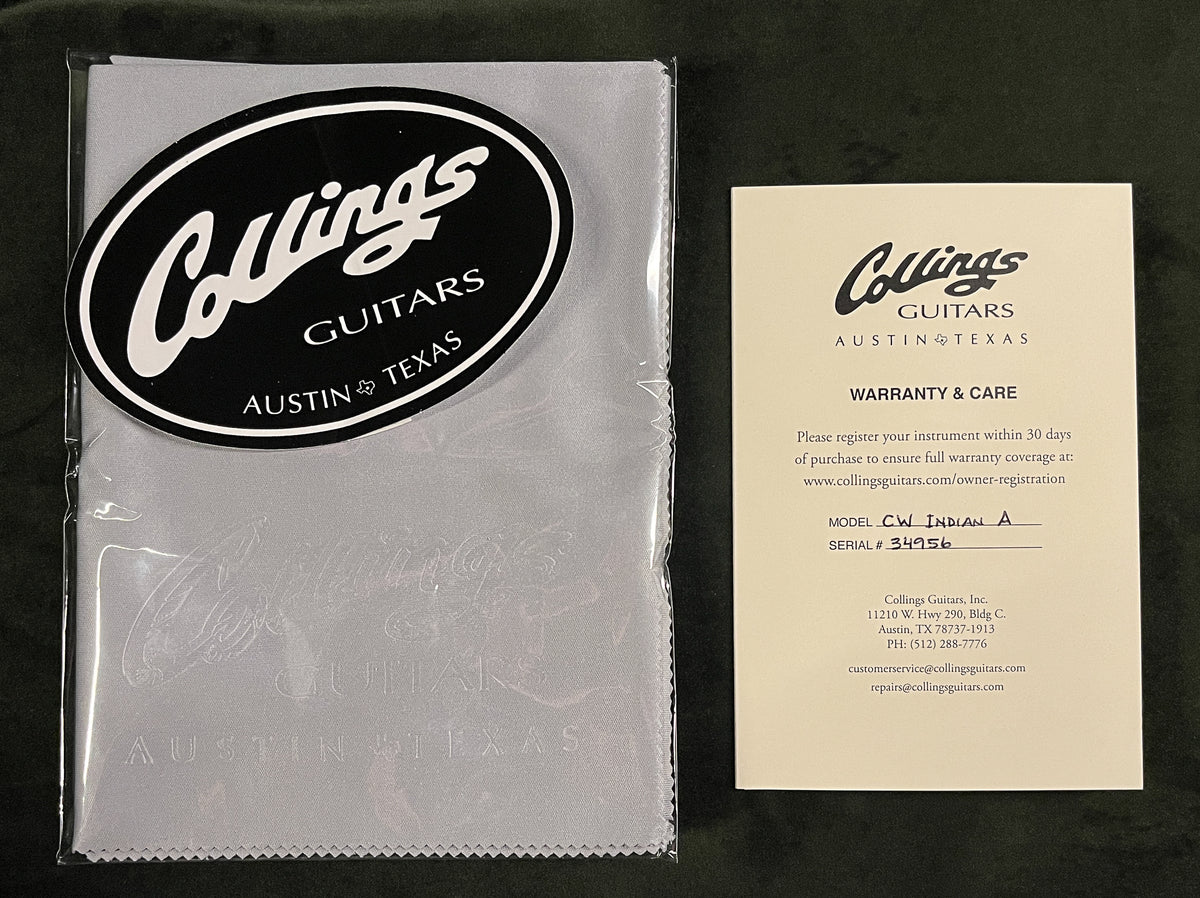 Collings
GUITARS
AUSTIN TEXAS
Collings
GUITARS
AUSTIN TEXAS
Collings
GUITARS
AUSTIN TEXAS
WARRANTY & CARE
Please register your instrument within 30 days
of purchase to ensure full warranty coverage at:
www.collingsguitars.com/owner-registration
MODEL CW INDIAN A
SERIAL # 34956
Collings Guitars, Inc.
11210 W. Hwy 290, Bldg C.
Austin, TX 78737-1913
PH: (512) 288-7776
customerservice@collingsguitars.com
repairs@collingsguitars.com